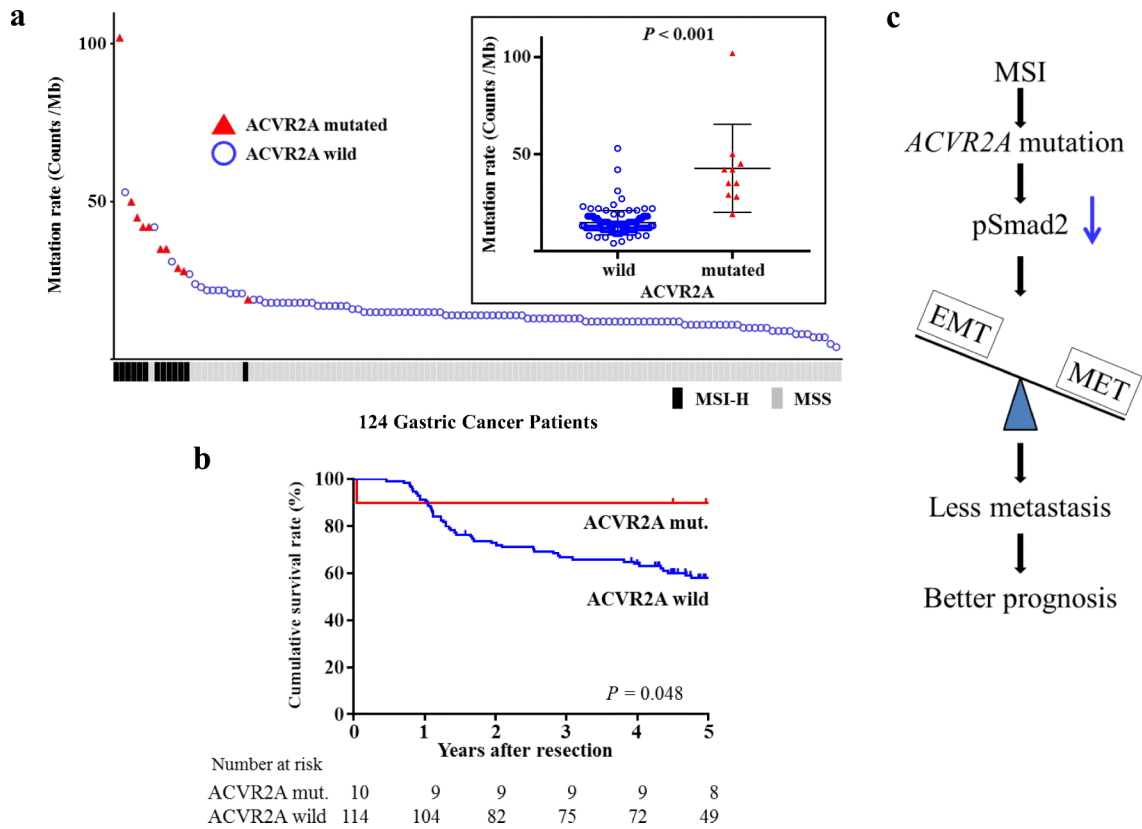 a
100
50
Mutation rate (Counts /Mb)
ACVR2A mutated
ACVR2A wild
P < 0.001
100
50
Mutation rate (Counts /Mb)
wild
mutated
ACVR2A
MSI-H
MSS
124 Gastric Cancer Patients
b
100
80
60
40
20
0
Cumulative survival rate (%)
ACVR2A mut.
ACVR2A wild
P = 0.048
0 1 2 3 4 5
Years after resection
Number at risk
ACVR2A mut. 10 9 9 9 9 8
ACVR2A wild 114 104 82 75 72 49
c
MSI
ACVR2A mutation
pSmad2
EMT
MET
Less metastasis
Better prognosis